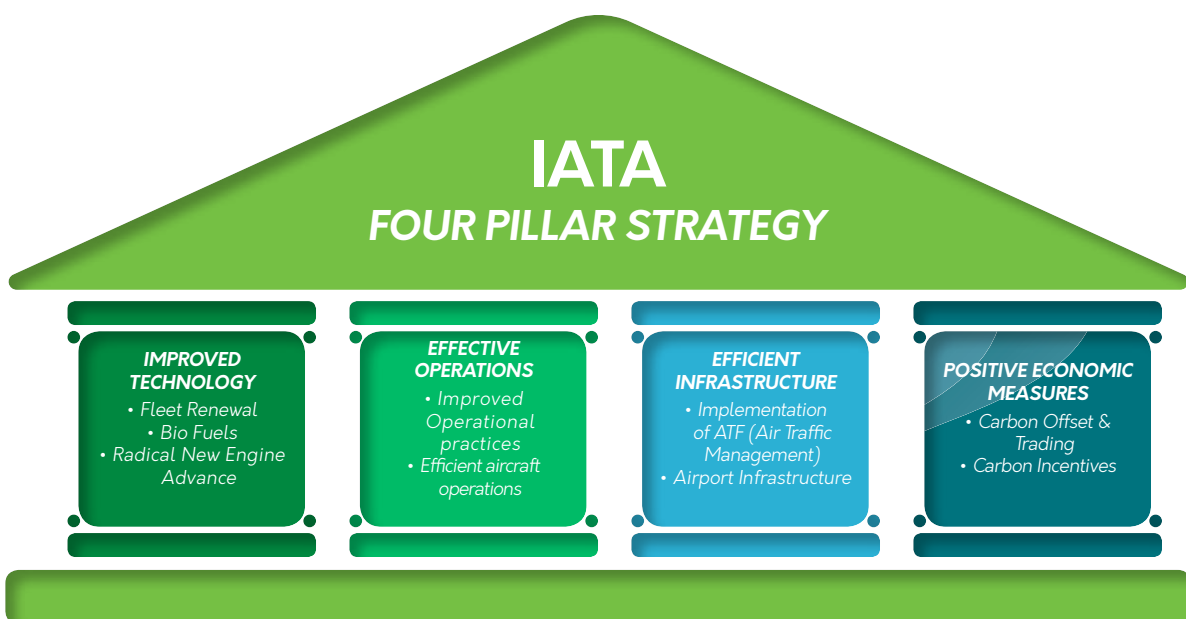 IATA
FOUR PILLAR STRATEGY
IMPROVED
TECHNOLOGY
• Fleet Renewal
• Bio Fuels
• Radical New Engine
Advance
EFFECTIVE
OPERATIONS
• Improved
Operational
practices
• Efficient aircraft
operations
EFFICIENT
INFRASTRUCTURE
• Implementation
of ATF (Air Traffic
Management)
• Airport Infrastructure
POSITIVE ECONOMIC
MEASURES
• Carbon Offset &
Trading
• Carbon Incentives